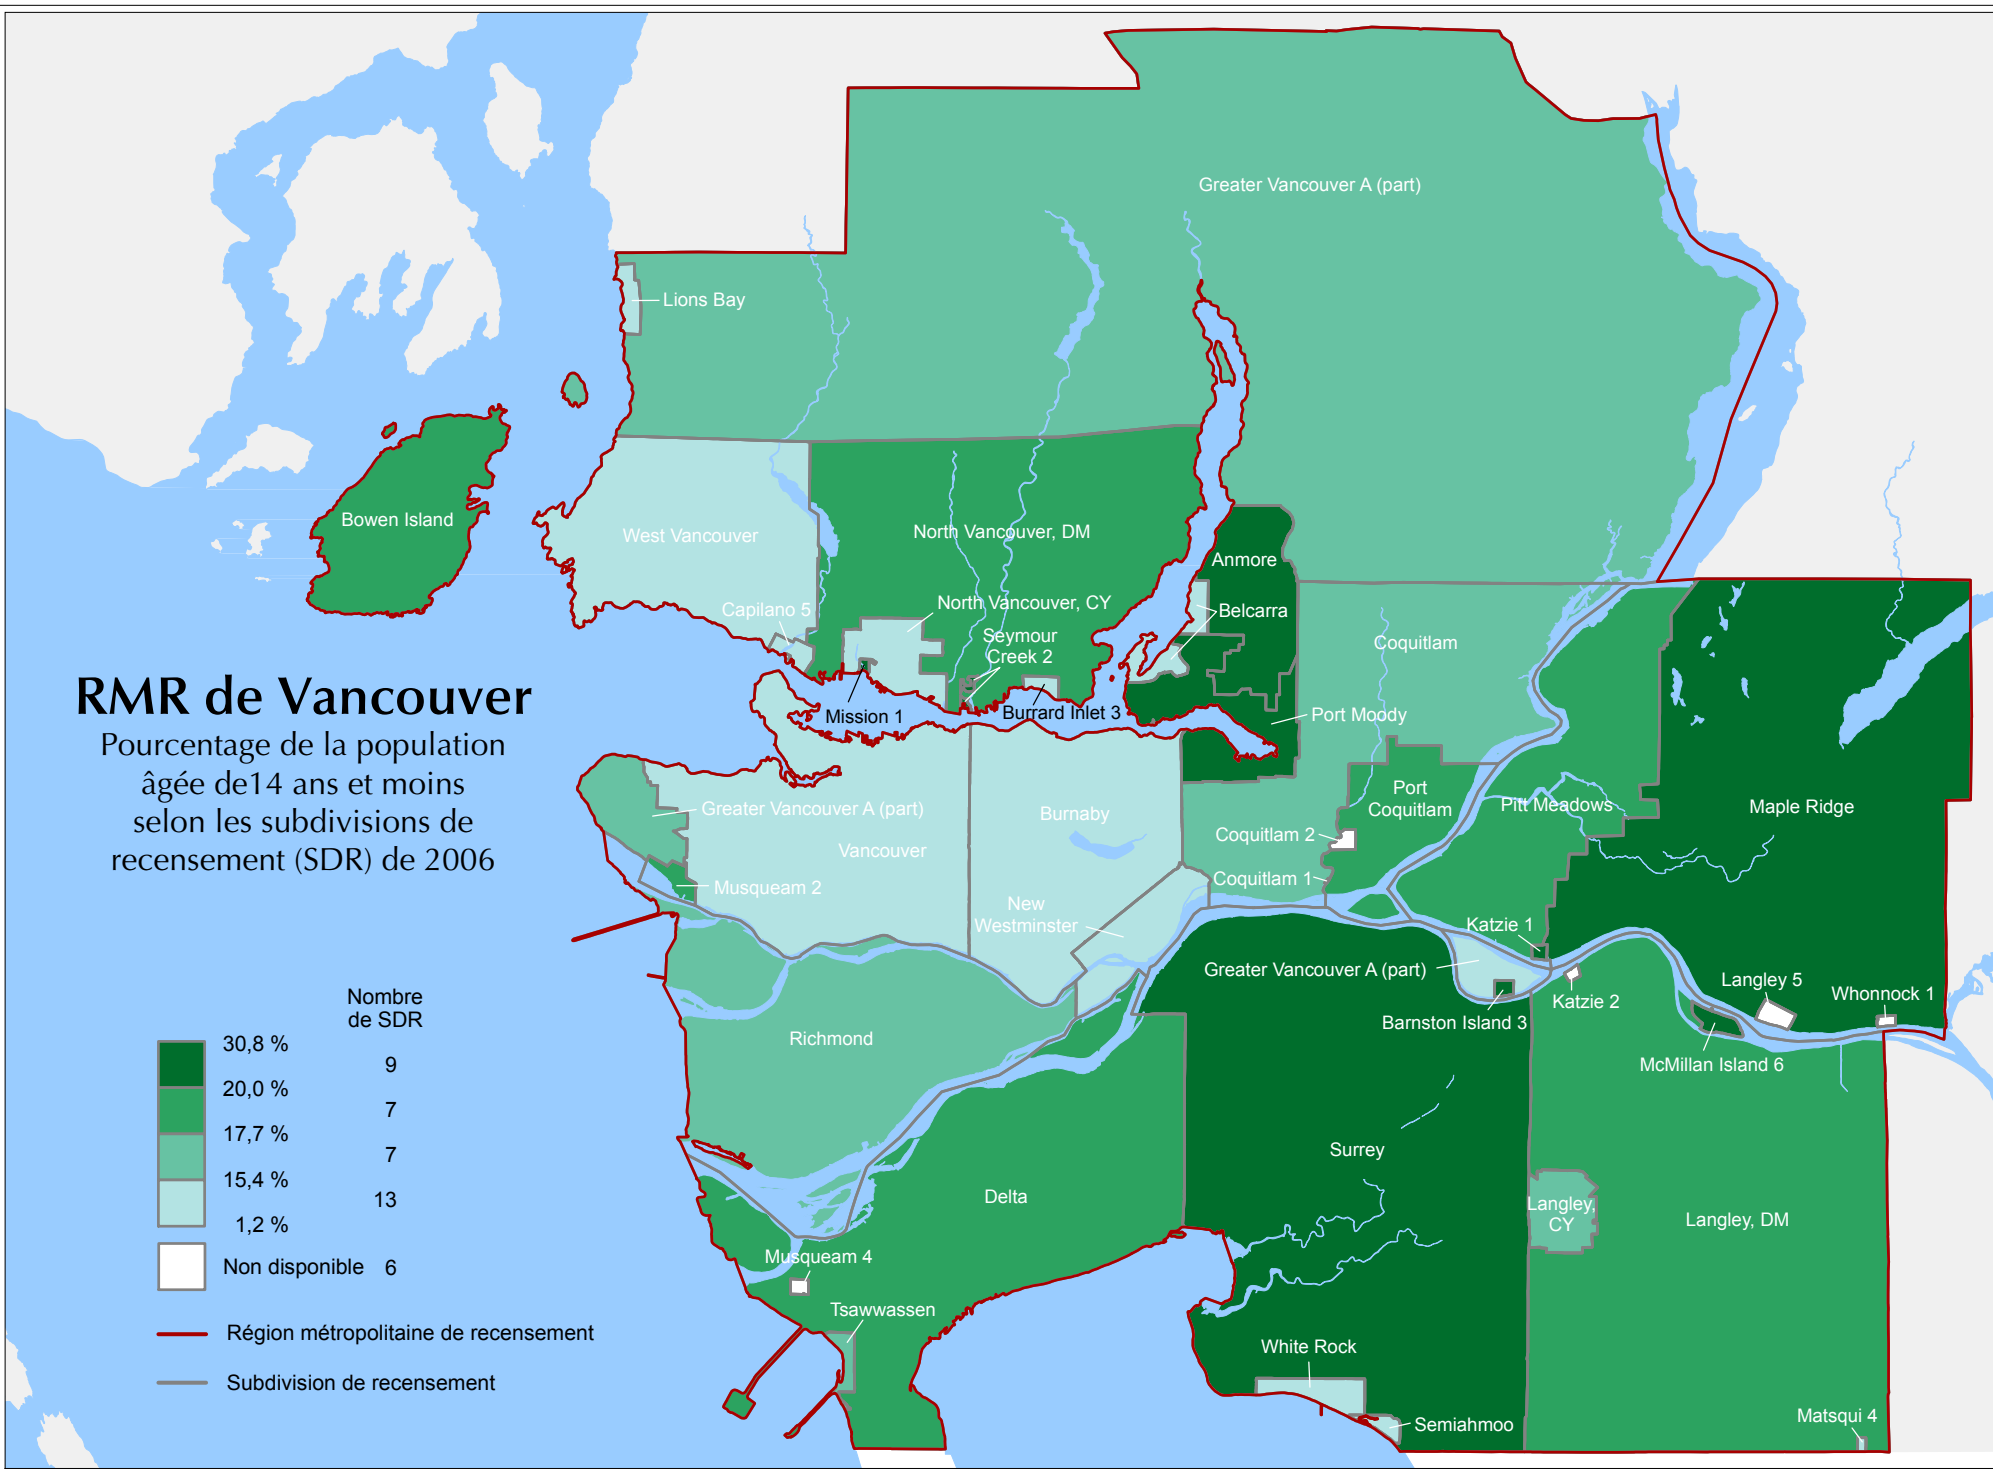 Greater Vancouver A (part)
Lions Bay
Bowen Island
West Vancouver
North Vancouver, DM
Anmore
Capilano 5
North Vancouver, CY
Belcarra
Seymour
Creek 2
Coquitlam
Mission 1
Burrard Inlet 3
Port Moody
RMR de Vancouver
Pourcentage de la population
âgée de14 ans et moins
selon les subdivisions de
recensement (SDR) de 2006
Greater Vancouver A (part)
Burnaby
Port
Coquitlam
Pitt Meadows
Maple Ridge
Vancouver
Coquitlam 2
Musqueam 2
Coquitlam 1
New
Westminster
Katzie 1
Greater Vancouver A (part)
Langley 5
Katzie 2
Whonnock 1
Barnston Island 3
Richmond
McMillan Island 6
Surrey
Delta
Langley,
CY
Langley, DM
Musqueam 4
Tsawwassen
White Rock
Semiahmoo
Matsqui 4
Nombre
de SDR
30,8 %
9
20,0 %
7
17,7 %
7
15,4 %
13
1,2 %
Non disponible 6
Région métropolitaine de recensement
Subdivision de recensement